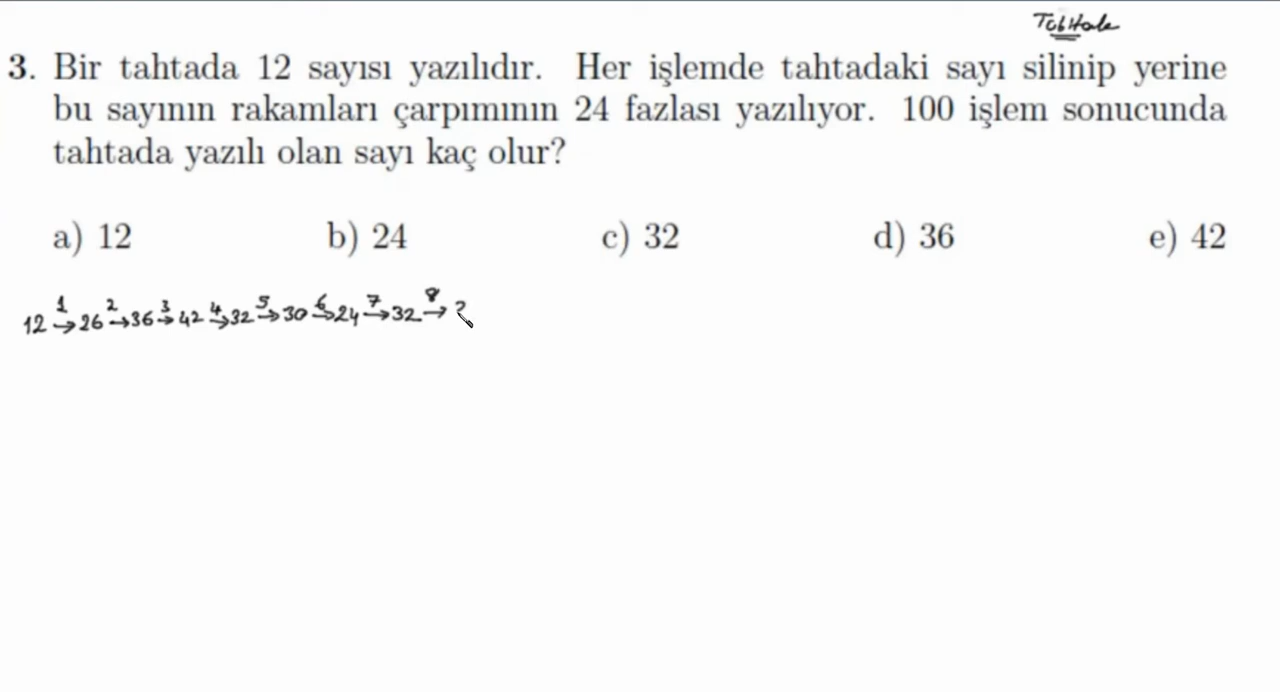 3. Bir tahtada 12 sayısı yazılıdır. Her işlemde tahtadaki sayı silinip yerine
bu sayının rakamları çarpımının 24 fazlası yazılıyor. 100 işlem sonucunda
tahtada yazılı olan sayı kaç olur?
a) 12 b) 24 c) 32 d) 36 e) 42
12 →1 26 →2 36 →3 42 →4 32 →5 30 →6 24 →7 32 →8 3